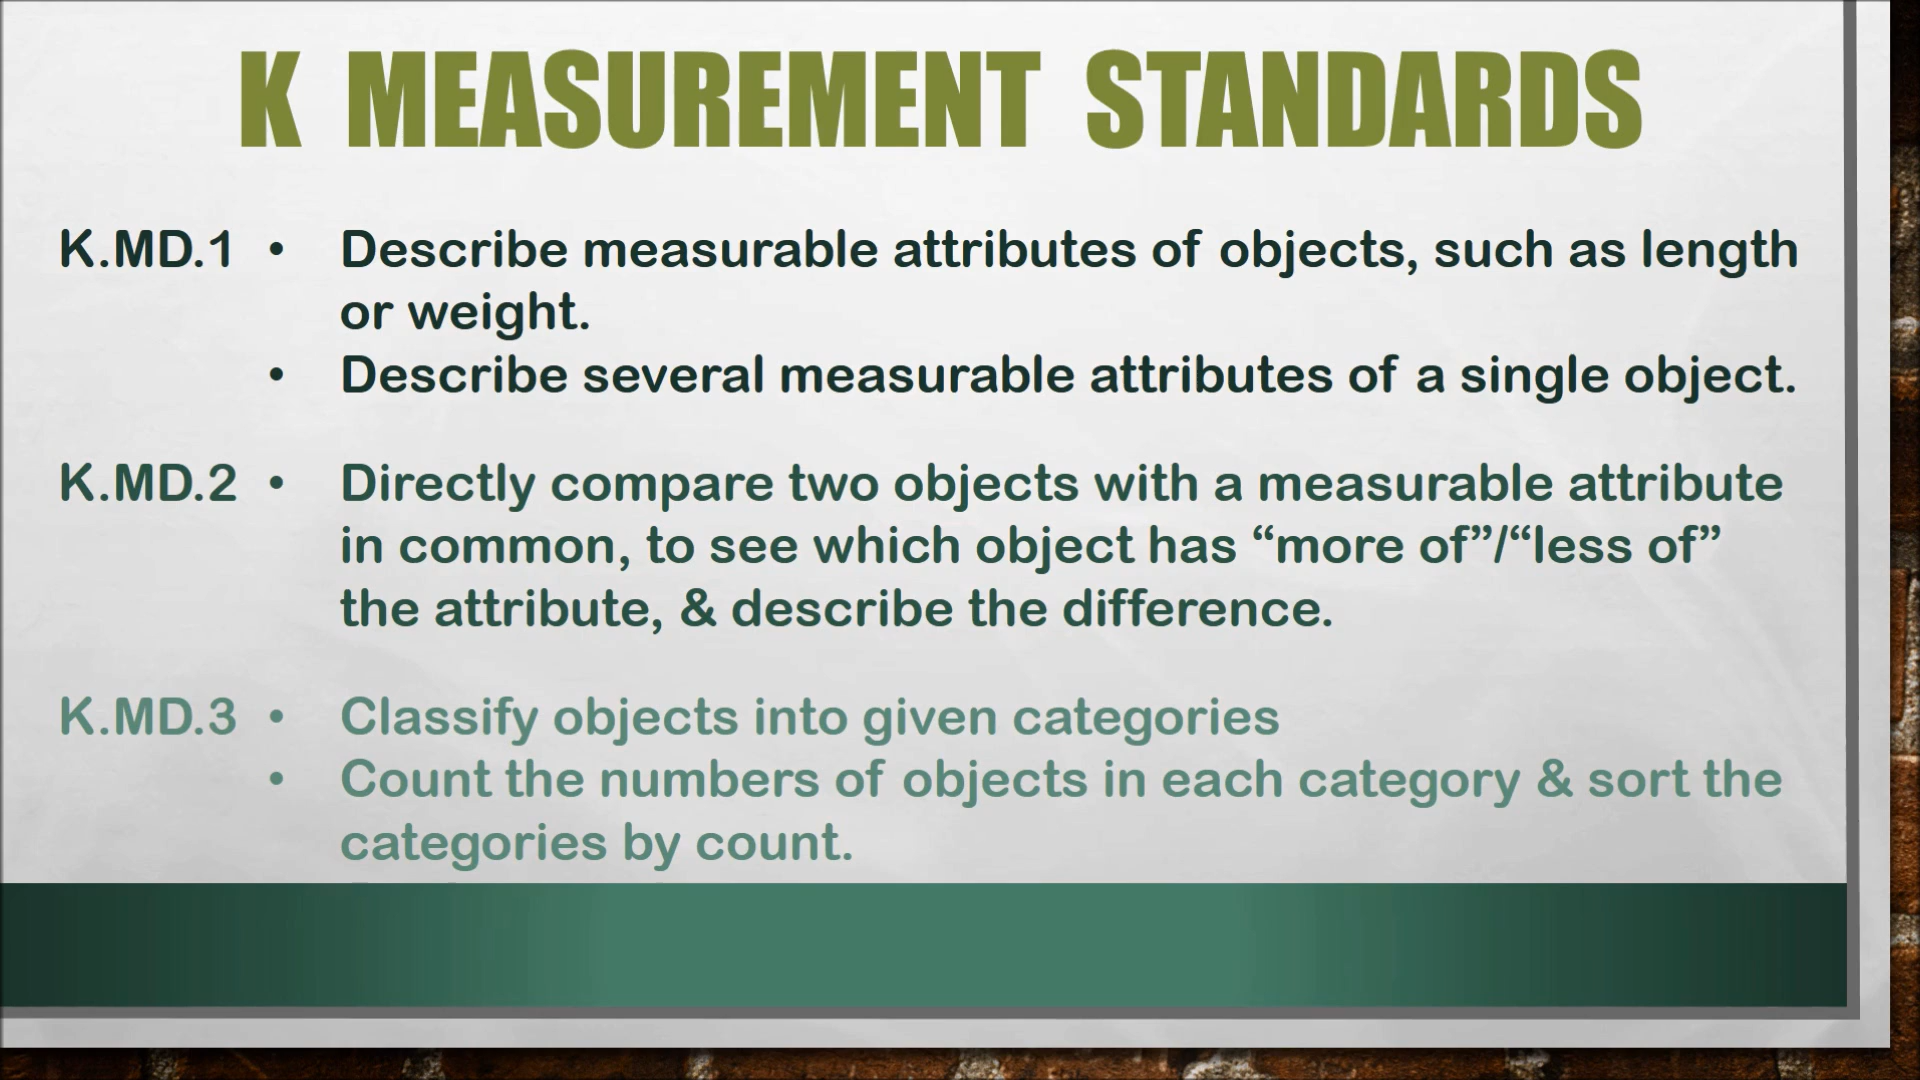 K MEASUREMENT STANDARDS
K.MD.1 • Describe measurable attributes of objects, such as length
or weight.
• Describe several measurable attributes of a single object.
K.MD.2 • Directly compare two objects with a measurable attribute
in common, to see which object has “more of”/“less of”
the attribute, & describe the difference.
K.MD.3 • Classify objects into given categories
• Count the numbers of objects in each category & sort the
categories by count.